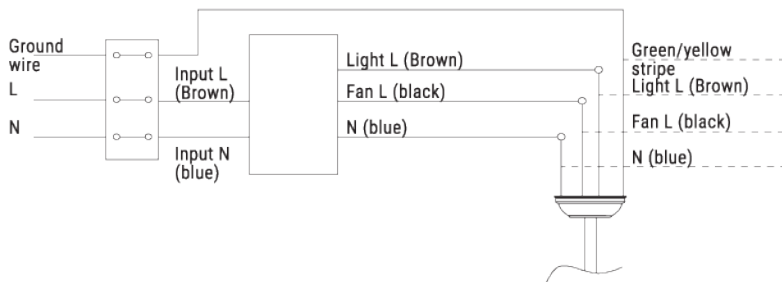 Ground
wire
L
N
Input L
(Brown)
Input N
(blue)
Light L (Brown)
Fan L (black)
N (blue)
Green/yellow
stripe
Light L (Brown)
Fan L (black)
N (blue)